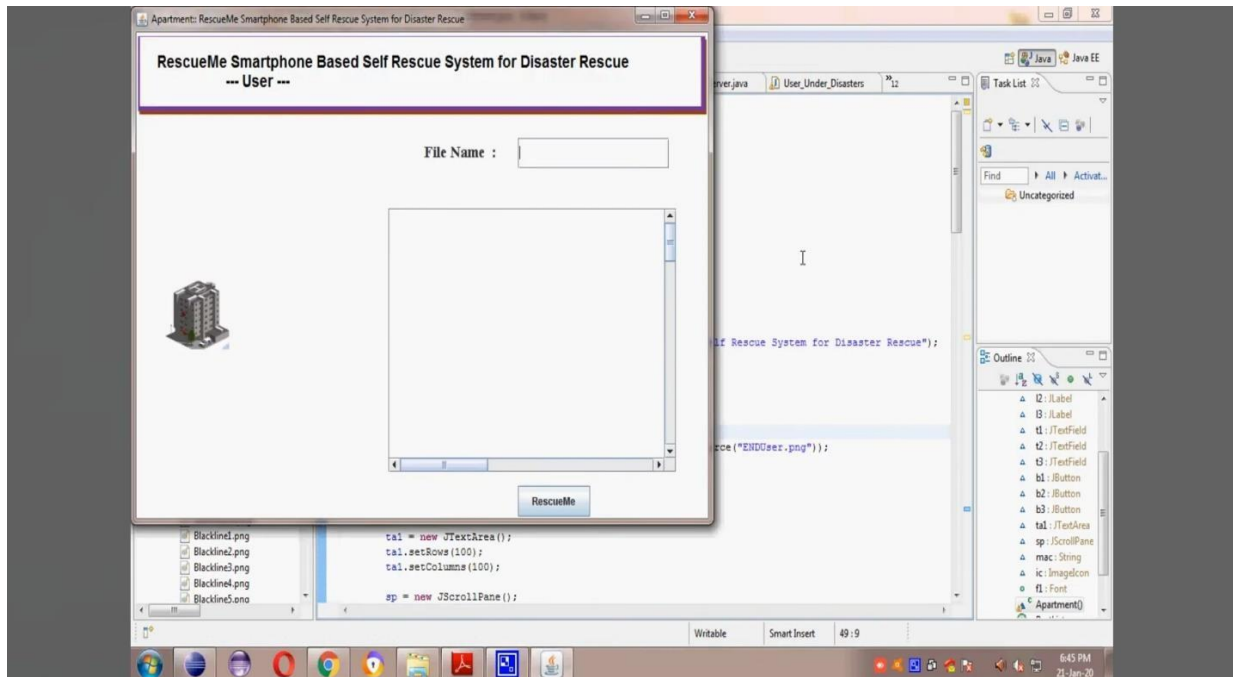 Apartment:: RescueMe Smartphone Based Self Rescue System for Disaster Rescue
RescueMe Smartphone Based Self Rescue System for Disaster Rescue
--- User ---
File Name :
RescueMe
Java
Java EE
erver.java
User_Under_Disasters
»12
Task List
Find
All
Activat...
Uncategorized
lf Rescue System for Disaster Rescue");
rce("ENDUser.png"));
Outline
l2 : JLabel
l3 : JLabel
t1 : JTextField
t2 : JTextField
t3 : JTextField
b1 : JButton
b2 : JButton
b3 : JButton
ta1 : JTextArea
sp : JScrollPane
mac : String
ic : ImageIcon
f1 : Font
Apartment()
Blackline1.png
Blackline2.png
Blackline3.png
Blackline4.png
Blackline5.png
ta1 = new JTextArea();
ta1.setRows(100);
ta1.setColumns(100);
sp = new JScrollPane();
Writable
Smart Insert
49 : 9
6:45 PM
21-Jan-20